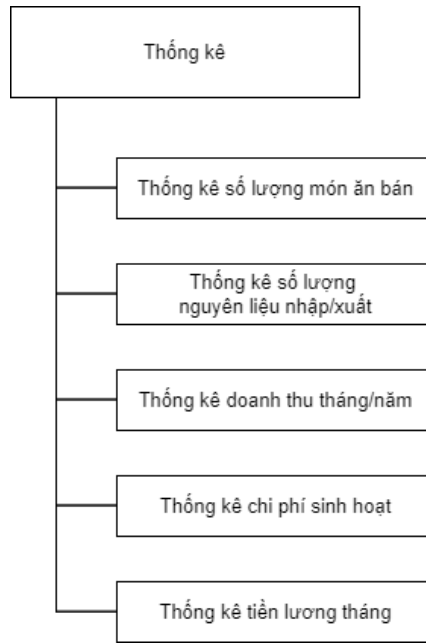 Thống kê
Thống kê số lượng món ăn bán
Thống kê số lượng
nguyên liệu nhập/xuất
Thống kê doanh thu tháng/năm
Thống kê chi phí sinh hoạt
Thống kê tiền lương tháng